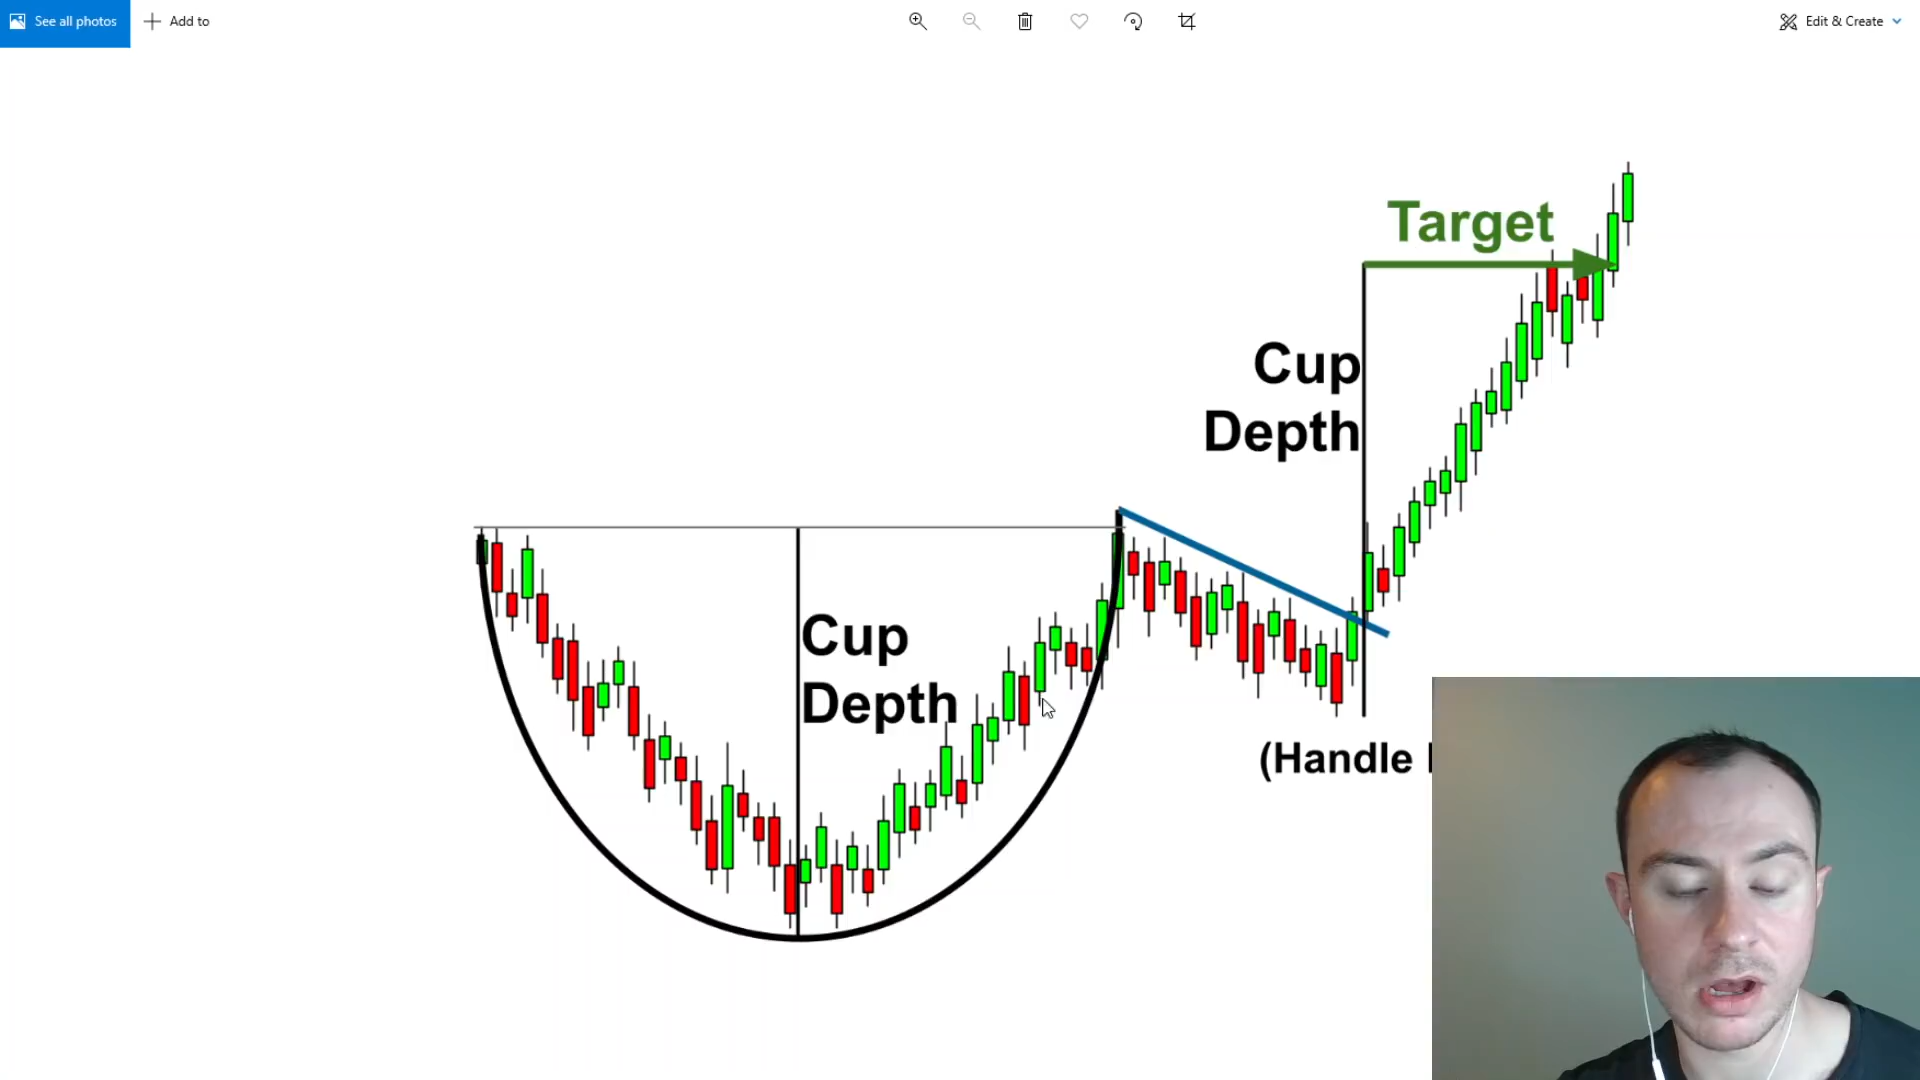 See all photos
Add to
Edit & Create
Target
Cup
Depth
Cup
Depth
(Handle